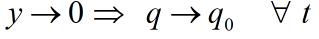 y → 0 ⇒ q → q₀ ∀ t